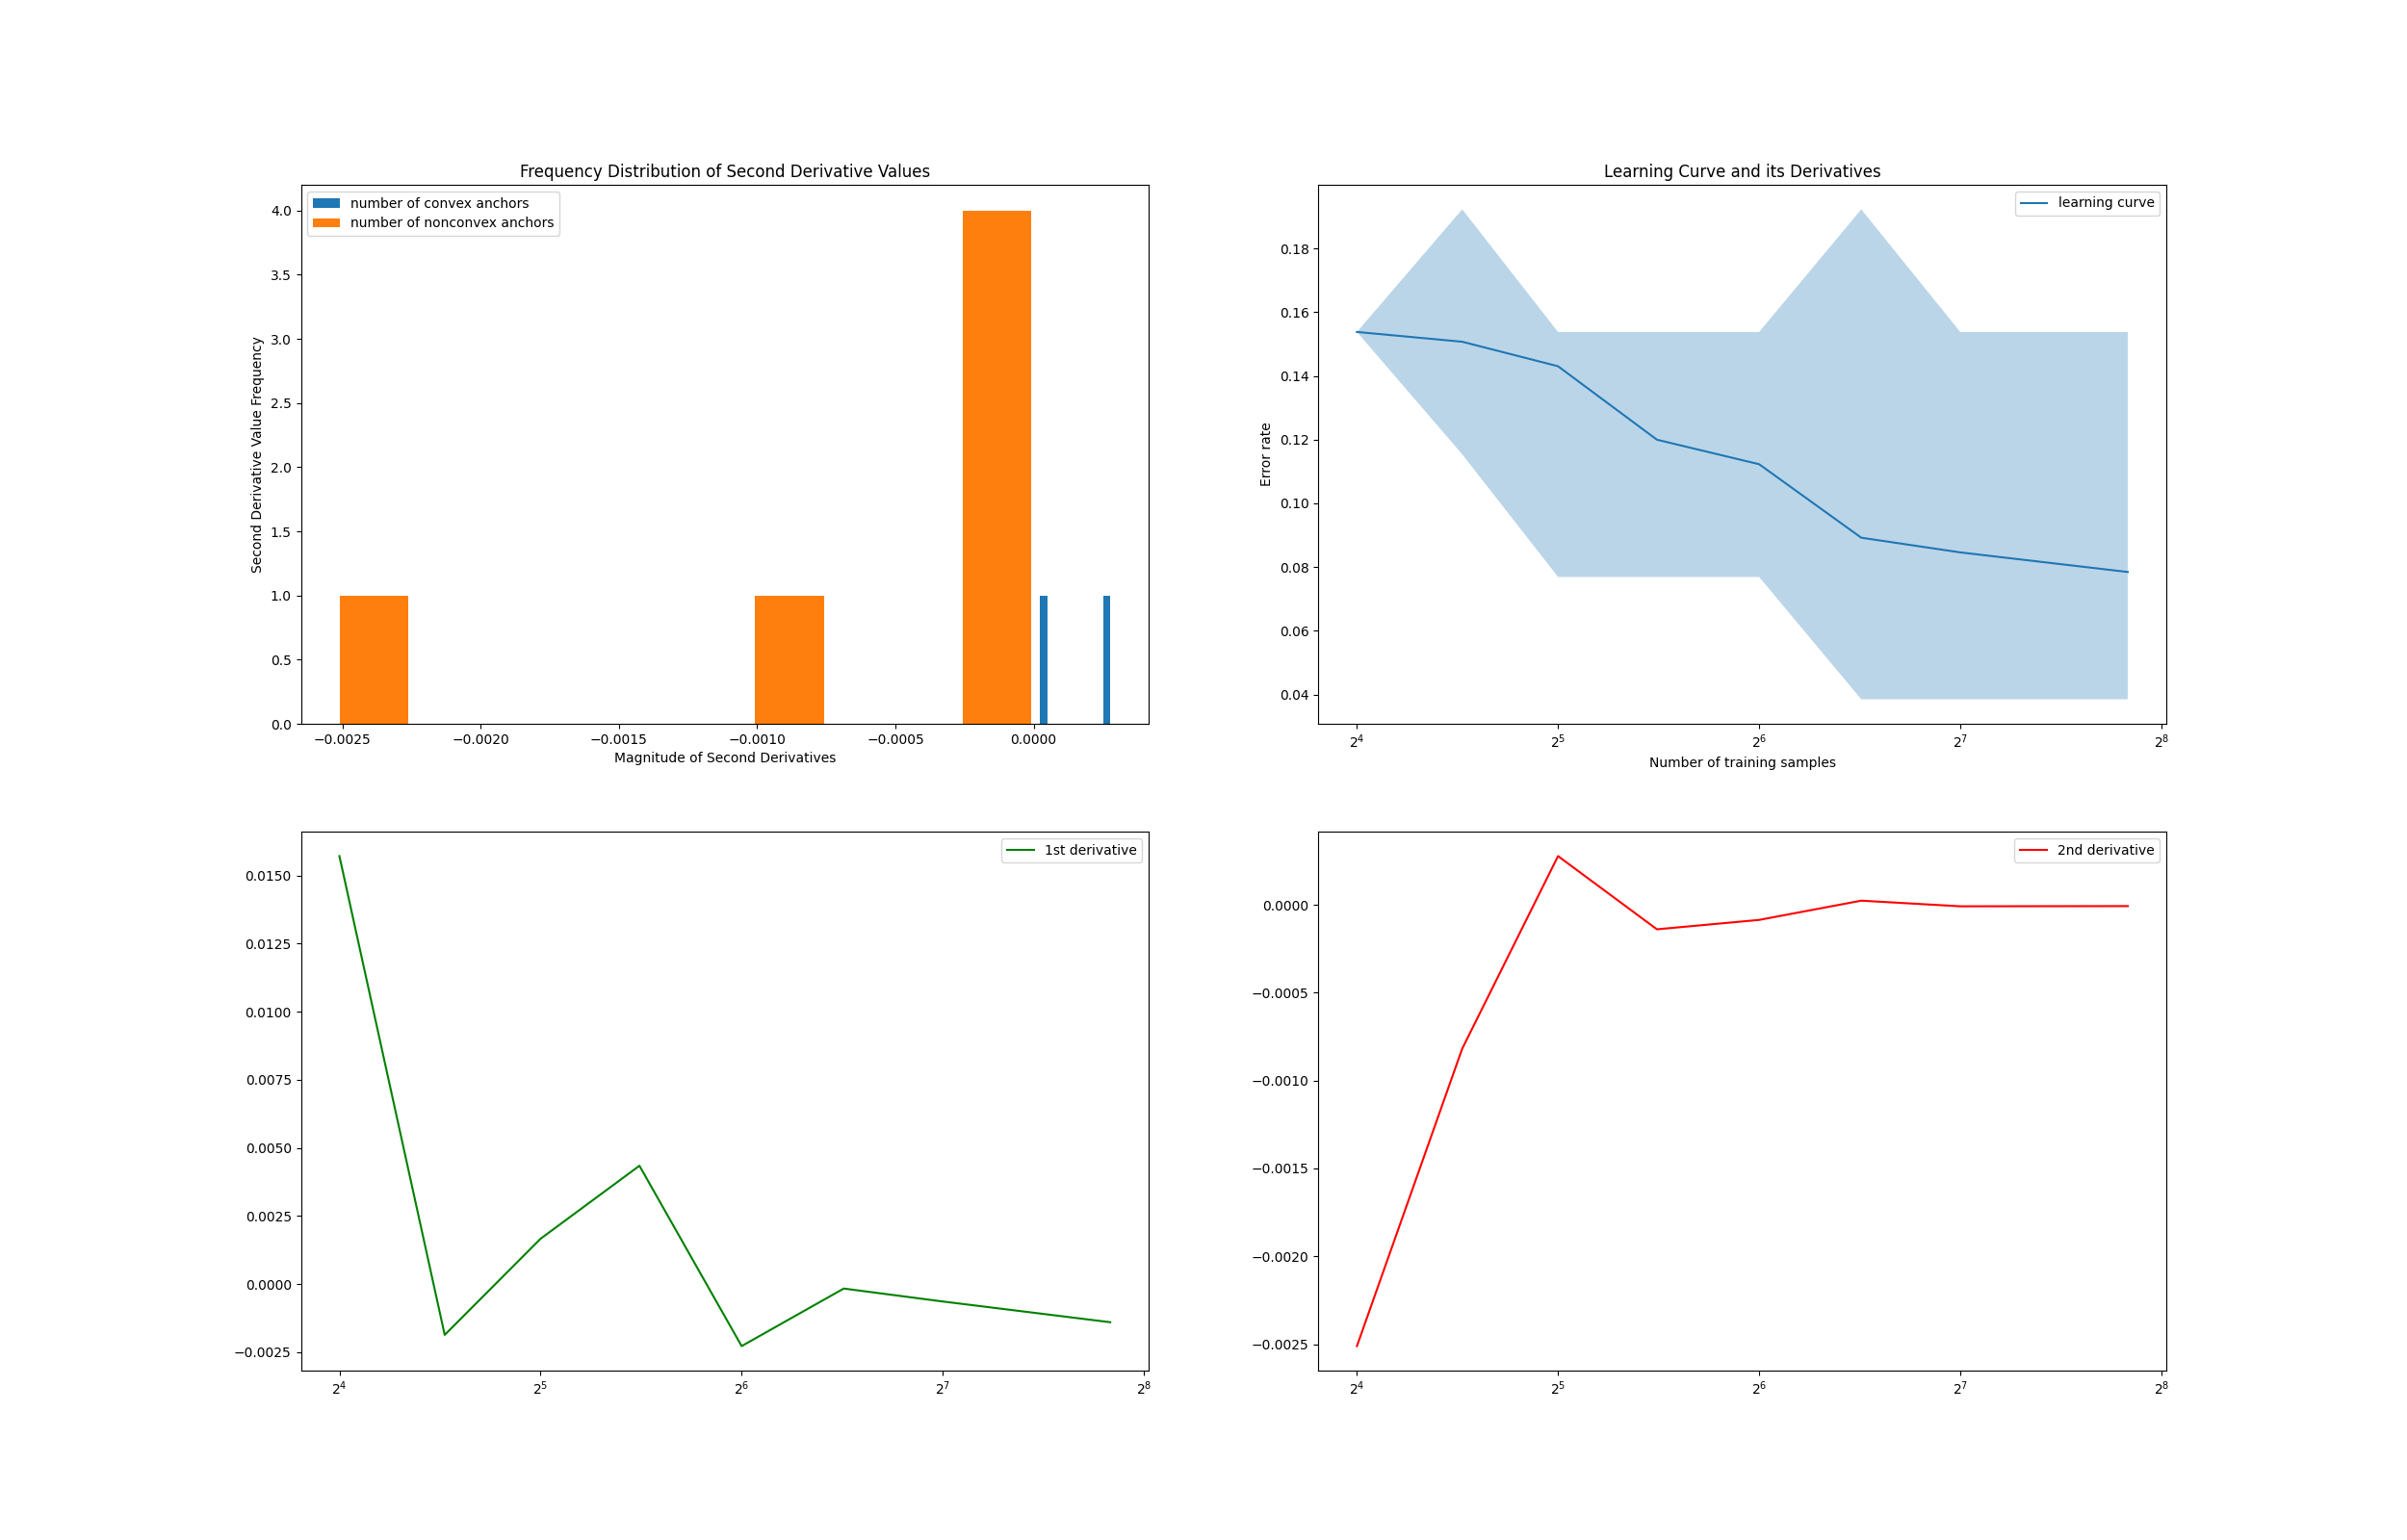 Frequency Distribution of Second Derivative Values
number of convex anchors
number of nonconvex anchors
4.0
3.5
3.0
2.5
2.0
1.5
1.0
0.5
0.0
Second Derivative Value Frequency
−0.0025 −0.0020 −0.0015 −0.0010 −0.0005 0.0000
Magnitude of Second Derivatives
Learning Curve and its Derivatives
learning curve
0.18
0.16
0.14
0.12
0.10
0.08
0.06
0.04
Error rate
2⁴ 2⁵ 2⁶ 2⁷ 2⁸
Number of training samples
1st derivative
0.0150
0.0125
0.0100
0.0075
0.0050
0.0025
0.0000
−0.0025
2⁴ 2⁵ 2⁶ 2⁷ 2⁸
2nd derivative
0.0000
−0.0005
−0.0010
−0.0015
−0.0020
−0.0025
2⁴ 2⁵ 2⁶ 2⁷ 2⁸